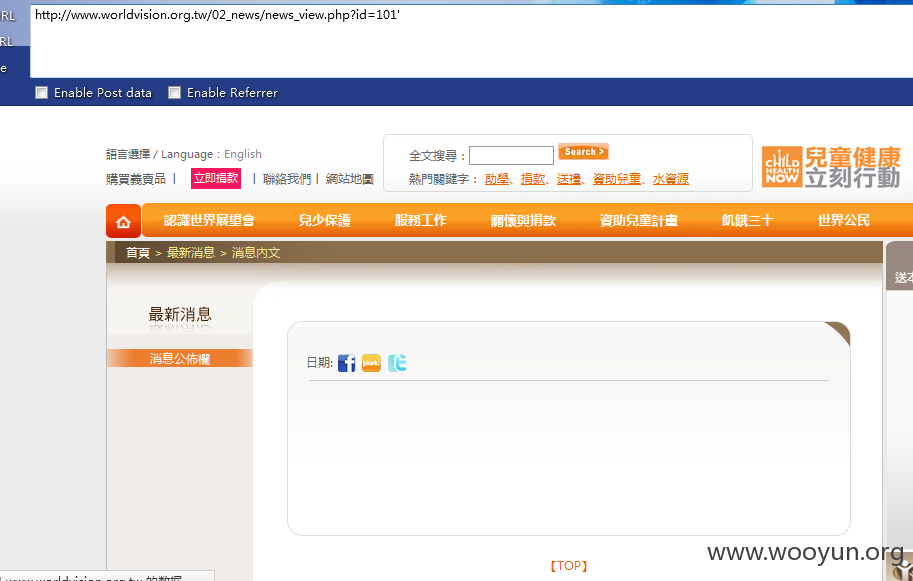 RL
http://www.worldvision.org.tw/02_news/news_view.php?id=101'
RL
e
Enable Post data Enable Referrer
語言選擇 / Language : English
全文搜尋 : Search >
購買義賣品 | 立即捐款 | 聯絡我們 | 網站地圖
熱門關鍵字 : 助學、捐款、送禮、資助兒童、水資源
CHILD HEALTH NOW 兒童健康 立刻行動
認識世界展望會 兒少保護 服務工作 關懷與捐款 資助兒童計畫 飢餓三十 世界公民
首頁 > 最新消息 > 消息內文
送本
最新消息
消息公佈欄
日期: f plurk t
【TOP】
www.wooyun.org
www.worldvision.org.tw 的数据